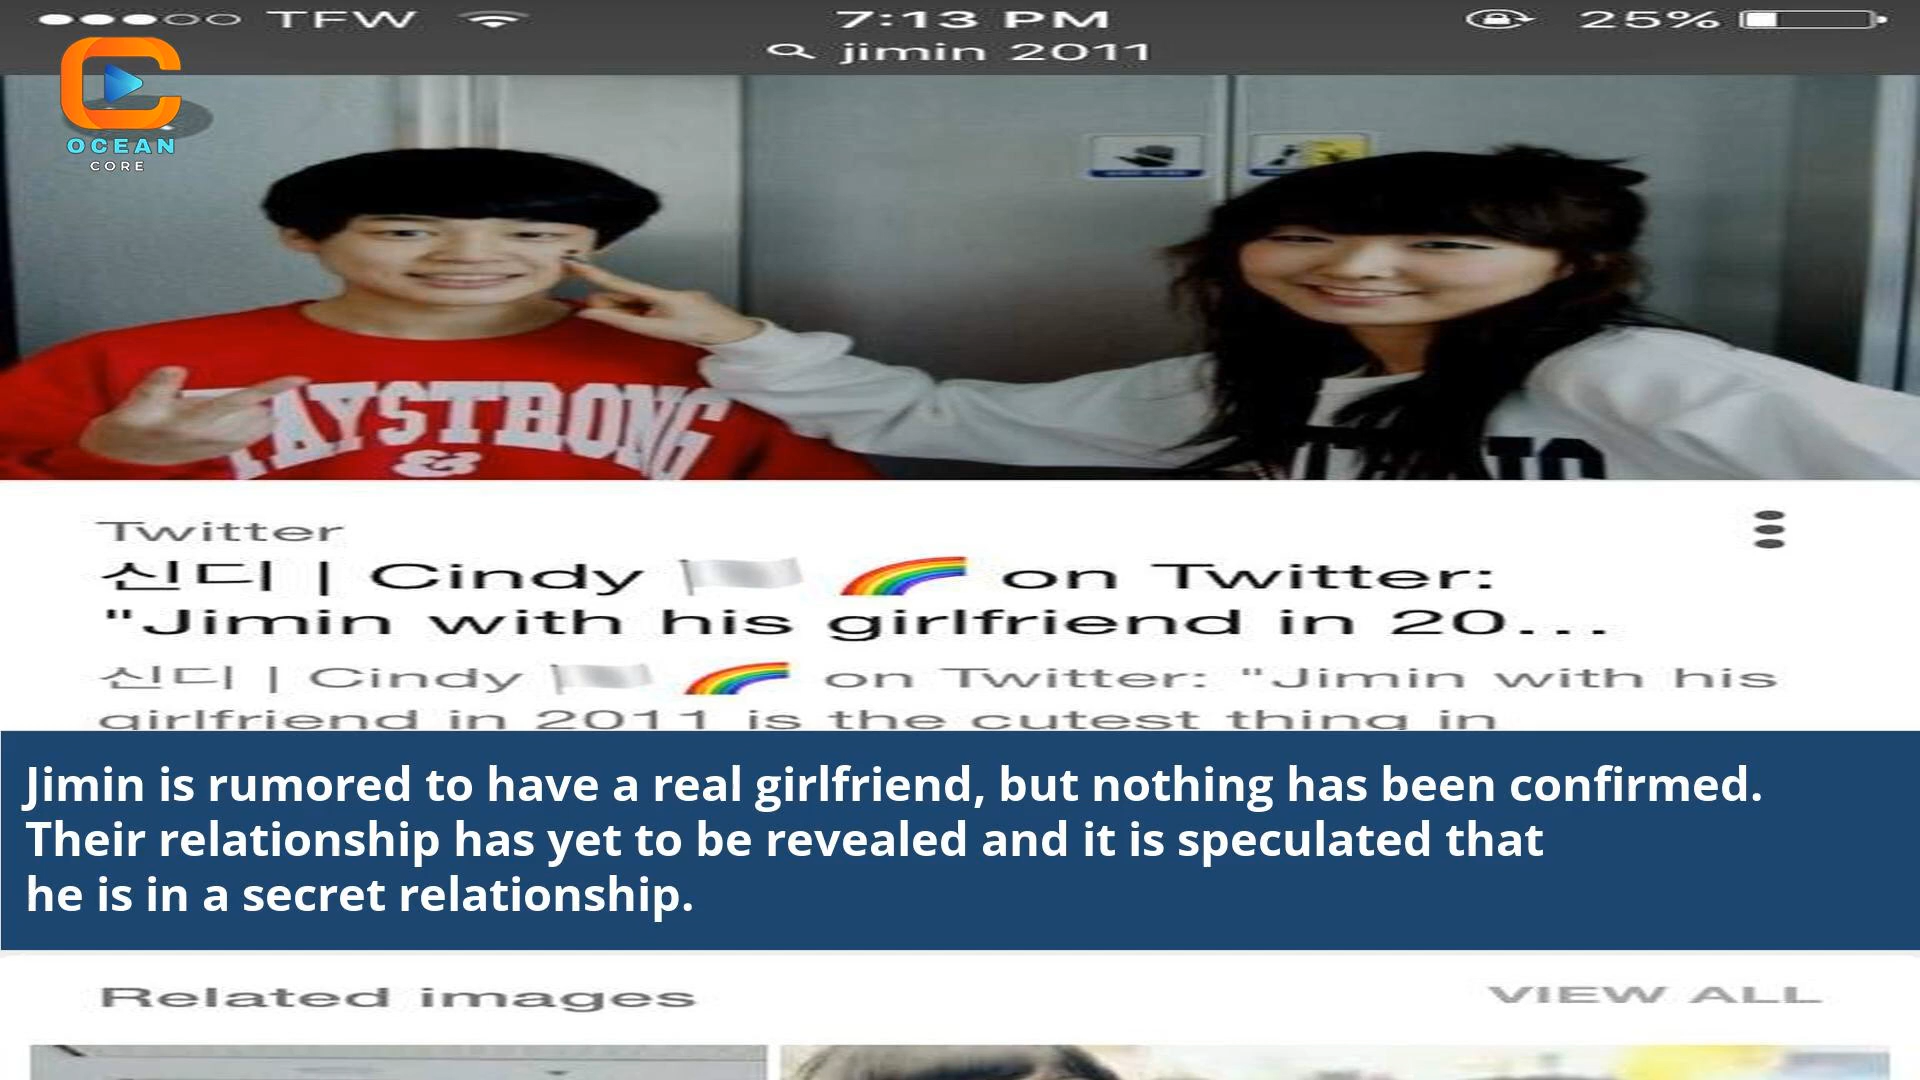 TFW 7:13 PM 25%
jimin 2011
OCEAN
CORE
TAYSTRONG
&
Twitter
신디 | Cindy 🏳 🌈 on Twitter:
"Jimin with his girlfriend in 20...
신디 | Cindy 🏳 🌈 on Twitter: "Jimin with his
girlfriend in 2011 is the cutest thing in
Jimin is rumored to have a real girlfriend, but nothing has been confirmed.
Their relationship has yet to be revealed and it is speculated that
he is in a secret relationship.
Related images VIEW ALL